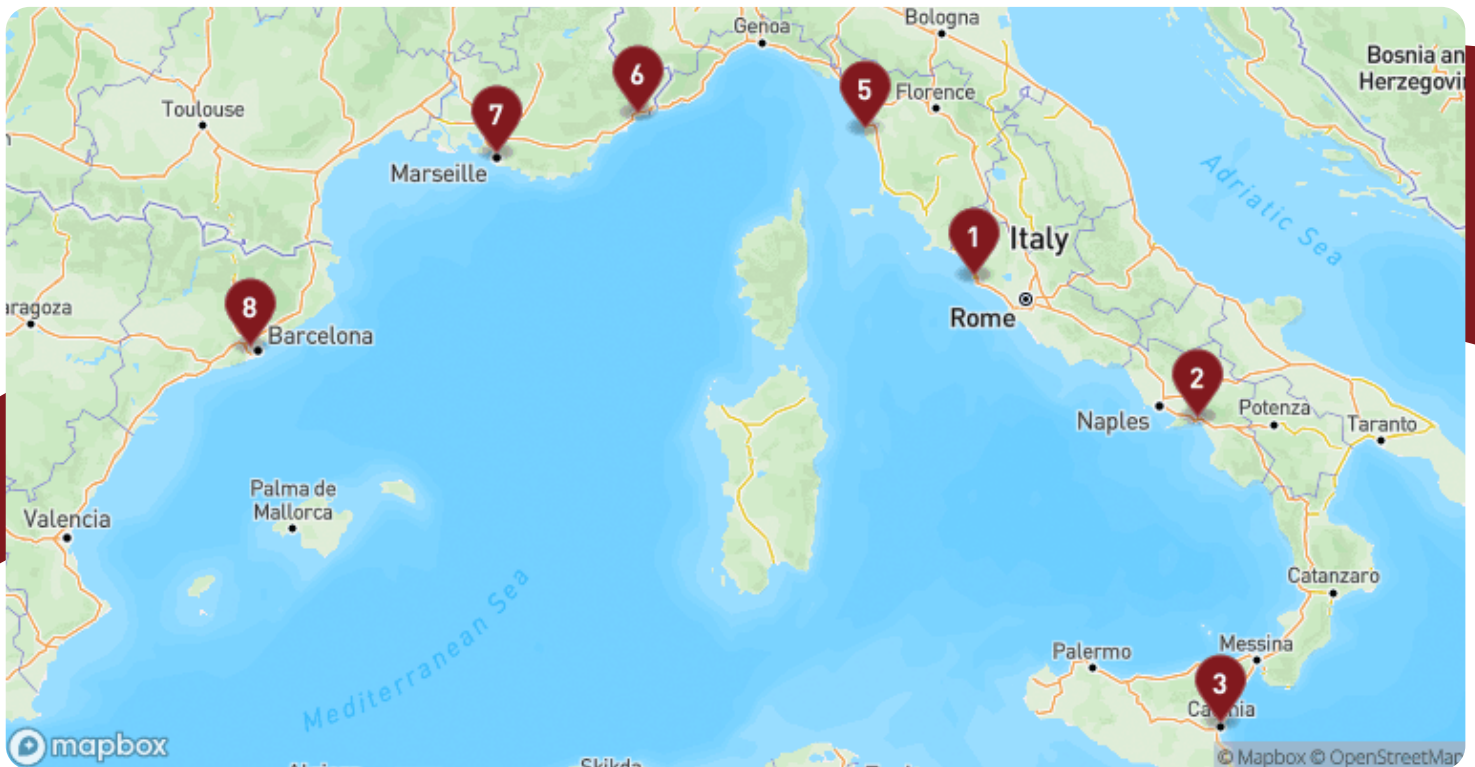 Genoa
Bologna
Bosnia an
Herzegovi
6
5
Florence
Toulouse
7
Marseille
Adriatic Sea
1
Italy
8
aragoza
Barcelona
Rome
2
Naples
Potenza
Taranto
Palma de
Mallorca
Valencia
Catanzaro
Mediterranean Sea
Messina
Palermo
3
mapbox
© Mapbox © OpenStreetMap
Skikda